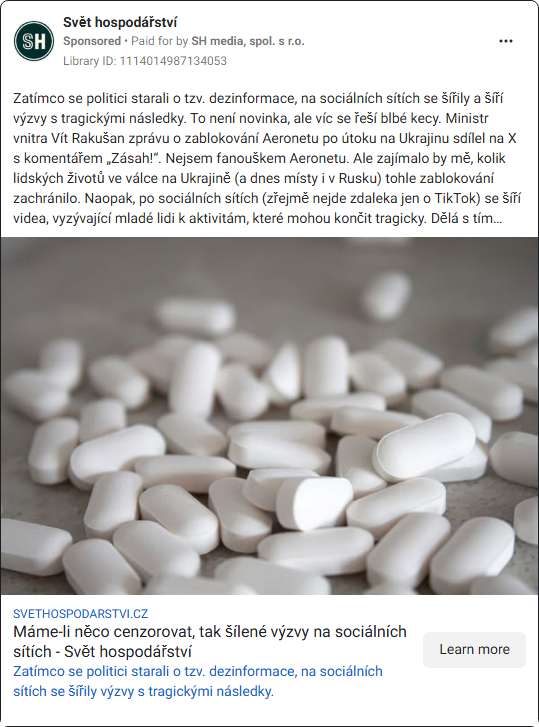 SH
Svět hospodářství
Sponsored • Paid for by SH media, spol. s r.o.
Library ID: 1114014987134053
Zatímco se politici starali o tzv. dezinformace, na sociálních sítích se šířily a šíří
výzvy s tragickými následky. To není novinka, ale víc se řeší blbé kecy. Ministr
vnitra Vít Rakušan zprávu o zablokování Aeronetu po útoku na Ukrajinu sdílel na X
s komentářem „Zásah!“. Nejsem fanouškem Aeronetu. Ale zajímalo by mě, kolik
lidských životů ve válce na Ukrajině (a dnes místy i v Rusku) tohle zablokování
zachránilo. Naopak, po sociálních sítích (zřejmě nejde zdaleka jen o TikTok) se šíří
videa, vyzývající mladé lidi k aktivitám, které mohou končit tragicky. Dělá s tím...
SVETHOSPODARSTVI.CZ
Máme-li něco cenzorovat, tak šílené výzvy na sociálních
sítích - Svět hospodářství
Learn more
Zatímco se politici starali o tzv. dezinformace, na sociálních
sítích se šířily výzvy s tragickými následky.